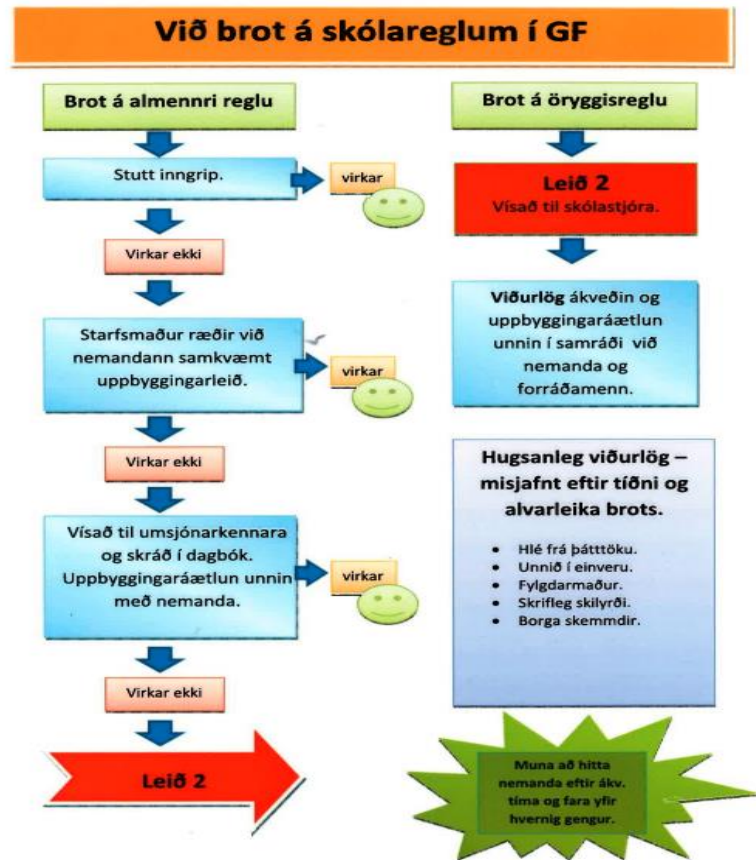 Við brot á skólareglum í GF
Brot á almennri reglu
Stutt inngrip.
virkar
Virkar ekki
Starfsmaður ræðir við
nemandann samkvæmt
uppbyggingarleið.
virkar
Virkar ekki
Vísað til umsjónarkennara
og skráð í dagbók.
Uppbyggingaráætlun unnin
með nemanda.
virkar
Virkar ekki
Leið 2
Brot á öryggisreglu
Leið 2
Vísað til skólastjóra.
Viðurlög ákveðin og
uppbyggingaráætlun
unnin í samráði við
nemanda og
forráðamenn.
Hugsanleg viðurlög –
misjafnt eftir tíðni og
alvarleika brots.
• Hlé frá þátttöku.
• Unnið í einveru.
• Fylgdarmaður.
• Skrifleg skilyrði.
• Borga skemmdir.
Muna að hitta
nemanda eftir ákv.
tíma og fara yfir
hvernig gengur.